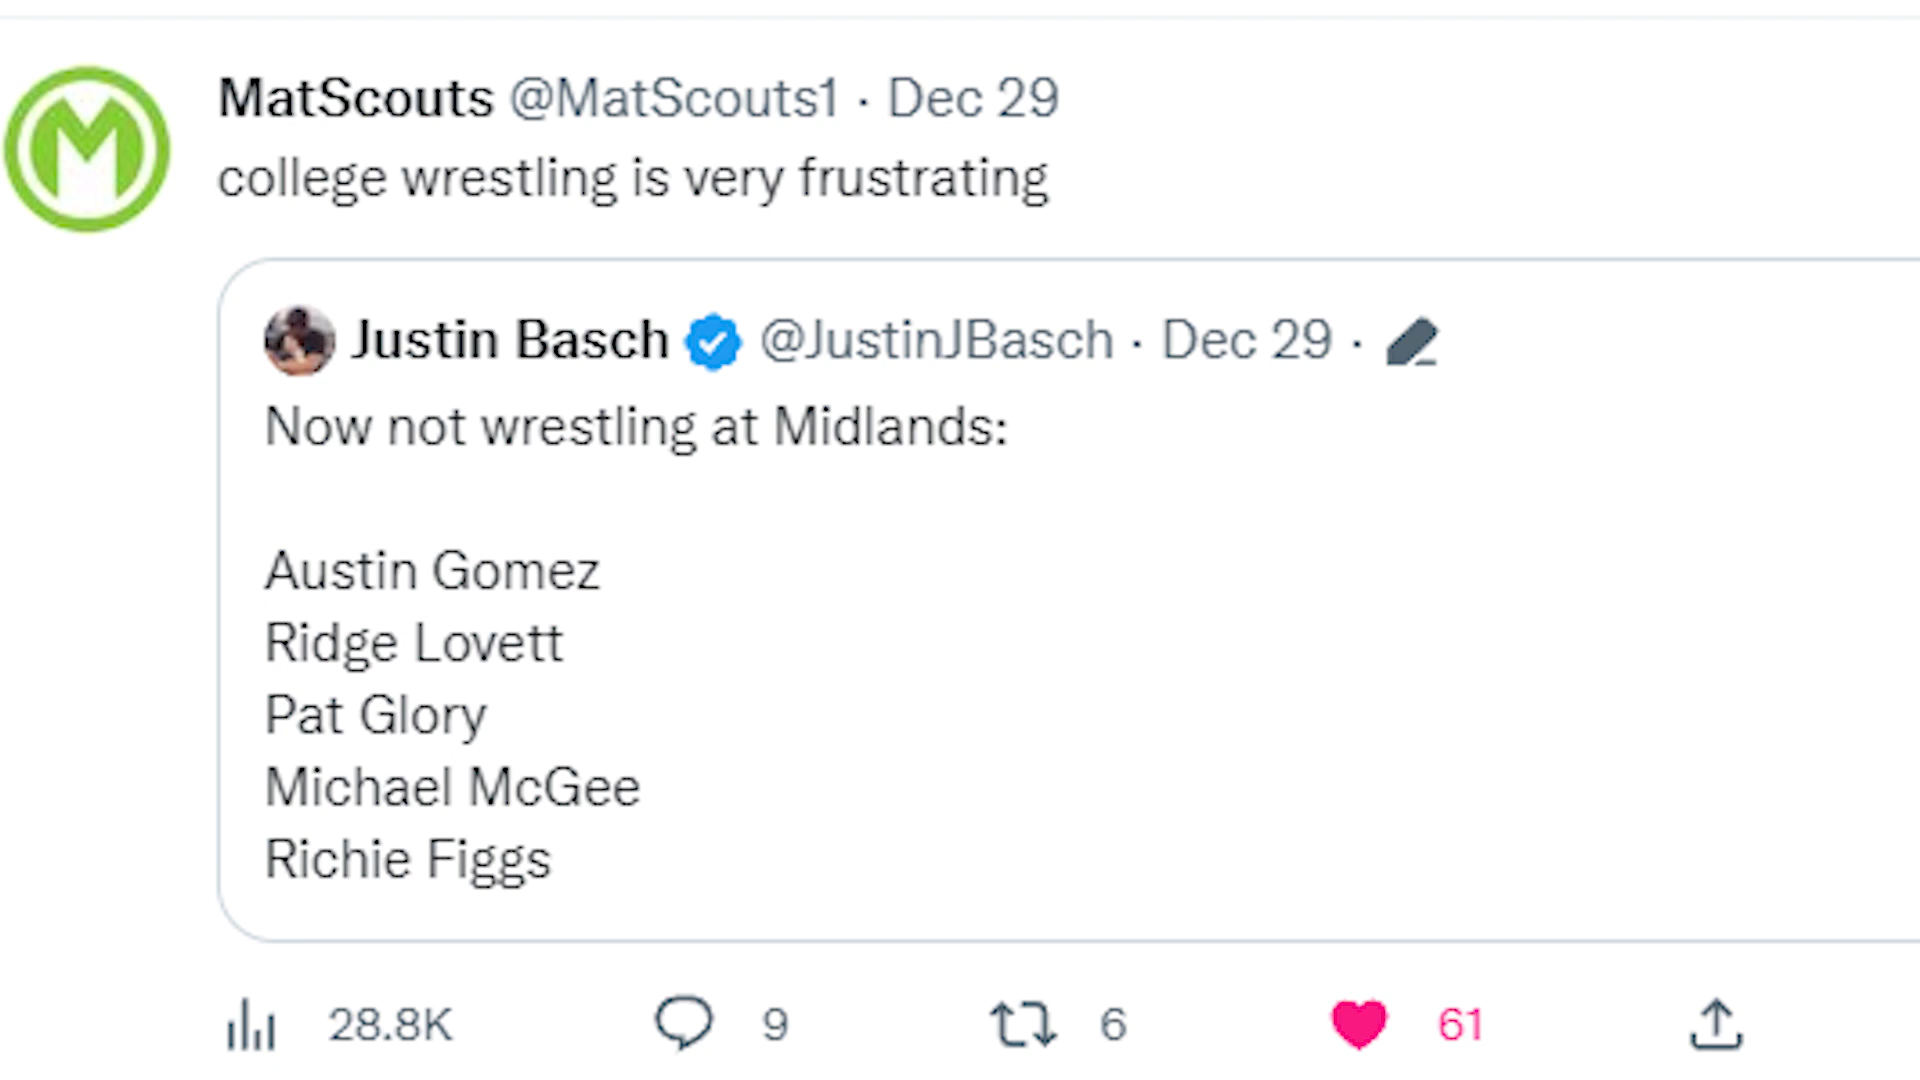 MatScouts @MatScouts1 · Dec 29
college wrestling is very frustrating
Justin Basch @JustinJBasch · Dec 29 ·
Now not wrestling at Midlands:
Austin Gomez
Ridge Lovett
Pat Glory
Michael McGee
Richie Figgs
28.8K 9 6 61